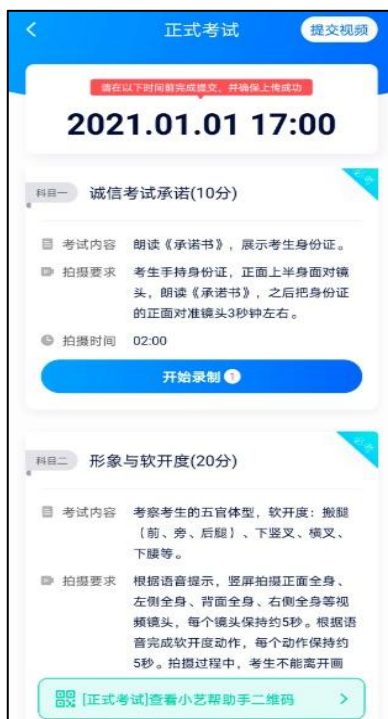 正式考试
提交视频
请在以下时间前完成提交，并确保上传成功
2021.01.01 17:00
科目一
诚信考试承诺(10分)
必考
考试内容
朗读《承诺书》，展示考生身份证。
拍摄要求
考生手持身份证，正面上半身面对镜
头，朗读《承诺书》，之后把身份证
的正面对准镜头3秒钟左右。
拍摄时间
02:00
开始录制 1
科目二
形象与软开度(20分)
必考
考试内容
考察考生的五官体型，软开度：搬腿
（前、旁、后腿）、下竖叉、横叉、
下腰等。
拍摄要求
根据语音提示，竖屏拍摄正面全身、
左侧全身、背面全身、右侧全身等视
频镜头，每个镜头保持约5秒。根据语
音完成软开度动作，每个动作保持约
5秒。拍摄过程中，考生不能离开画
[正式考试]查看小艺帮助手二维码